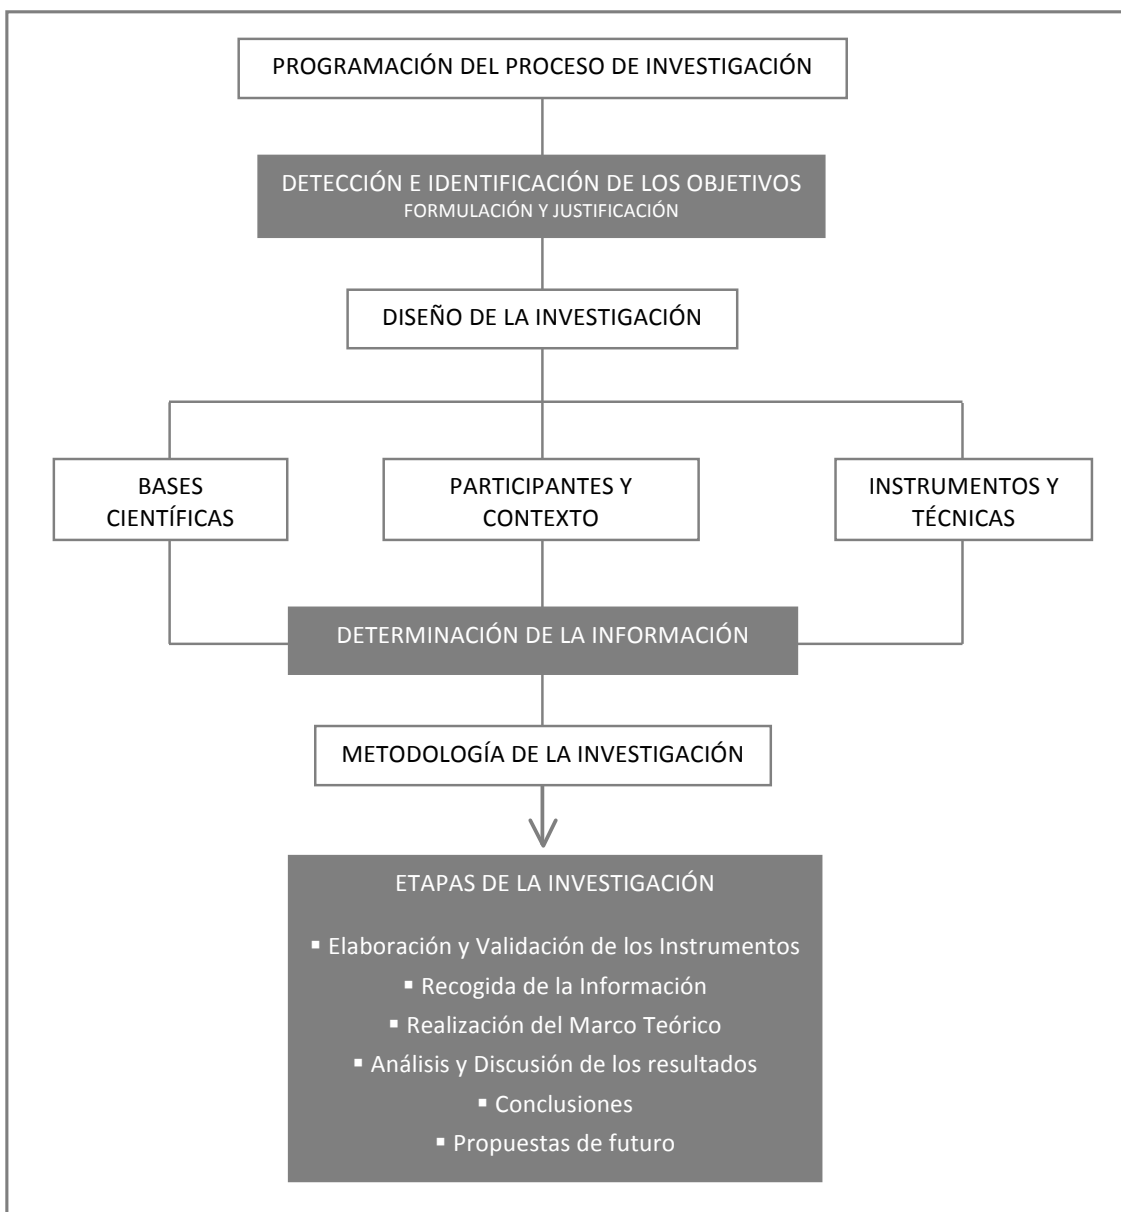 PROGRAMACIÓN DEL PROCESO DE INVESTIGACIÓN
DETECCIÓN E IDENTIFICACIÓN DE LOS OBJETIVOS
FORMULACIÓN Y JUSTIFICACIÓN
DISEÑO DE LA INVESTIGACIÓN
BASES
CIENTÍFICAS
PARTICIPANTES Y
CONTEXTO
INSTRUMENTOS Y
TÉCNICAS
DETERMINACIÓN DE LA INFORMACIÓN
METODOLOGÍA DE LA INVESTIGACIÓN
ETAPAS DE LA INVESTIGACIÓN
▪ Elaboración y Validación de los Instrumentos
▪ Recogida de la Información
▪ Realización del Marco Teórico
▪ Análisis y Discusión de los resultados
▪ Conclusiones
▪ Propuestas de futuro